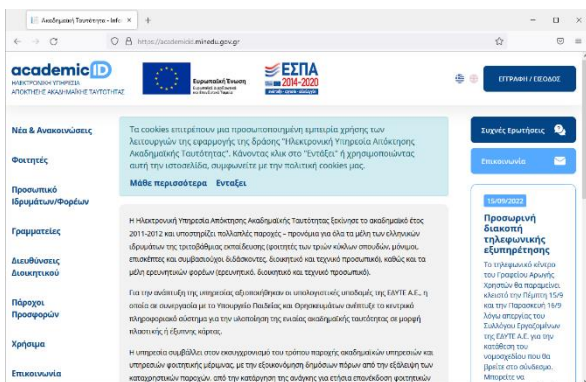 Ακαδημαϊκή Ταυτότητα - Info
https://academicid.minedu.gov.gr
academicID
ΗΛΕΚΤΡΟΝΙΚΗ ΥΠΗΡΕΣΙΑ
ΑΠΟΚΤΗΣΗΣ ΑΚΑΔΗΜΑΪΚΗΣ ΤΑΥΤΟΤΗΤΑΣ
Ευρωπαϊκή Ένωση
ΕΣΠΑ
2014-2020
ΕΓΓΡΑΦΗ / ΕΙΣΟΔΟΣ
Νέα & Ανακοινώσεις
Φοιτητές
Προσωπικό
Ιδρυμάτων/Φορέων
Γραμματείες
Διευθύνσεις
Διοικητικού
Πάροχοι
Προσφορών
Χρήσιμα
Επικοινωνία
Τα cookies επιτρέπουν μια προσωποποιημένη εμπειρία χρήσης των
λειτουργιών της εφαρμογής της δράσης "Ηλεκτρονική Υπηρεσία Απόκτησης
Ακαδημαϊκής Ταυτότητας". Κάνοντας κλικ στο "Εντάξει" ή χρησιμοποιώντας
αυτή την ιστοσελίδα, συμφωνείτε με την πολιτική cookies μας.
Μάθε περισσότερα Ενταξει
Η Ηλεκτρονική Υπηρεσία Απόκτησης Ακαδημαϊκής Ταυτότητας ξεκίνησε το ακαδημαϊκό έτος
2011-2012 και υποστηρίζει πολλαπλές παροχές – προνόμια για όλα τα μέλη των ελληνικών
ιδρυμάτων της τριτοβάθμιας εκπαίδευσης (φοιτητές των τριών κύκλων σπουδών, μόνιμοι,
επισκέπτες και συμβασιούχοι διδάσκοντες, διοικητικό και τεχνικό προσωπικό), καθώς και τα
μέλη ερευνητικών φορέων (ερευνητικό, διοικητικό και τεχνικό προσωπικό).
Για την ανάπτυξη της υπηρεσίας αξιοποιήθηκαν οι υπολογιστικές υποδομές της ΕΔΥΤΕ Α.Ε., η
οποία σε συνεργασία με το Υπουργείο Παιδείας και Θρησκευμάτων ανέπτυξε το κεντρικό
πληροφοριακό σύστημα για την υλοποίηση της ενιαίας ακαδημαϊκής ταυτότητας σε μορφή
πλαστικής ή έξυπνης κάρτας.
Η υπηρεσία συμβάλλει στον εκσυγχρονισμό του τρόπου παροχής ακαδημαϊκών υπηρεσιών και
υπηρεσιών φοιτητικής μέριμνας, με την εξοικονόμηση δημόσιων πόρων από την εξάλειψη των
καταχρηστικών παροχών, από την κατάργηση της ανάγκης για ετήσια επανέκδοση φοιτητικών
Συχνές Ερωτήσεις
Επικοινωνία
15/09/2022
Προσωρινή
διακοπή
τηλεφωνικής
εξυπηρέτησης
Το τηλεφωνικό κέντρο
του Γραφείου Αρωγής
Χρηστών θα παραμείνει
κλειστό την Πέμπτη 15/9
και την Παρασκευή 16/9
λόγω απεργίας του
Συλλόγου Εργαζομένων
της ΕΔΥΤΕ Α.Ε. για την
κατάθεση του
νομοσχεδίου που θα
βρείτε στο σύνδεσμο.
Μπορείτε να